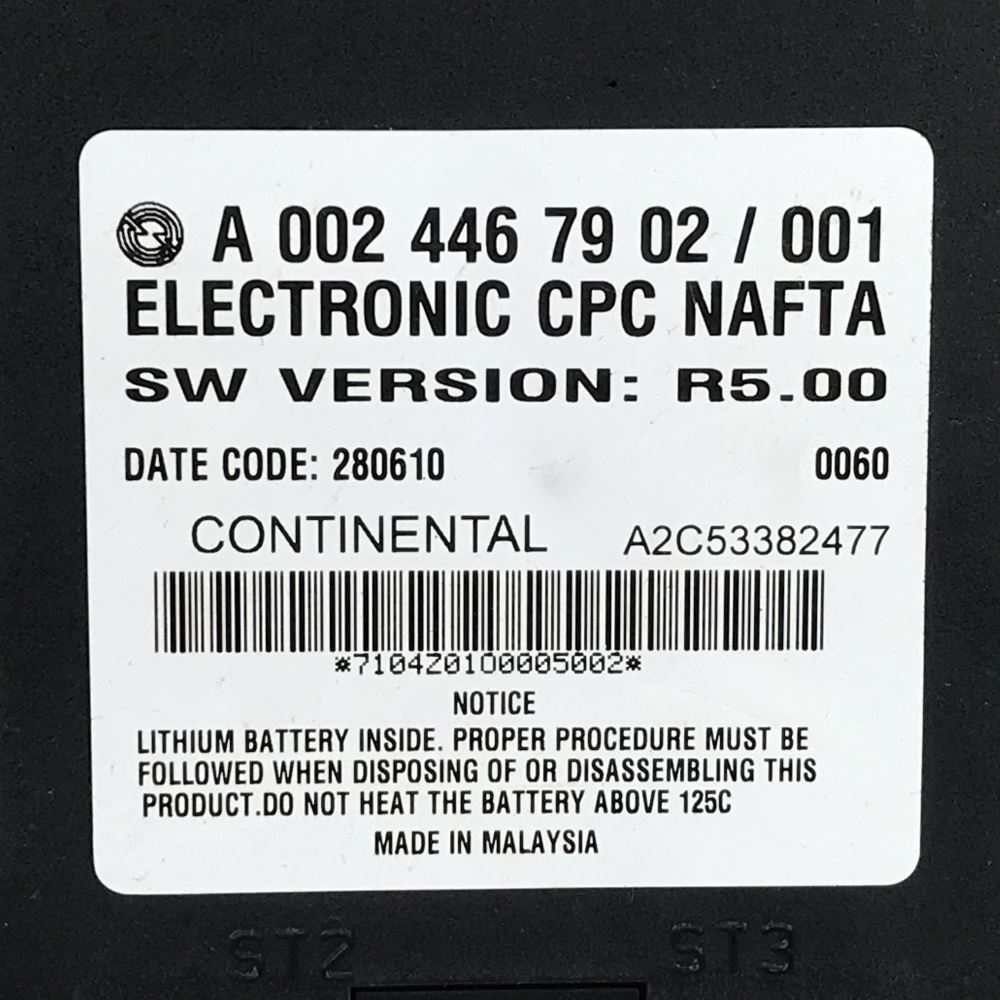 A 002 446 79 02 / 001
ELECTRONIC CPC NAFTA
SW VERSION: R5.00
DATE CODE: 280610 0060
CONTINENTAL A2C53382477
*7104Z0100005002*
NOTICE
LITHIUM BATTERY INSIDE. PROPER PROCEDURE MUST BE
FOLLOWED WHEN DISPOSING OF OR DISASSEMBLING THIS
PRODUCT.DO NOT HEAT THE BATTERY ABOVE 125C
MADE IN MALAYSIA
ST2 ST3